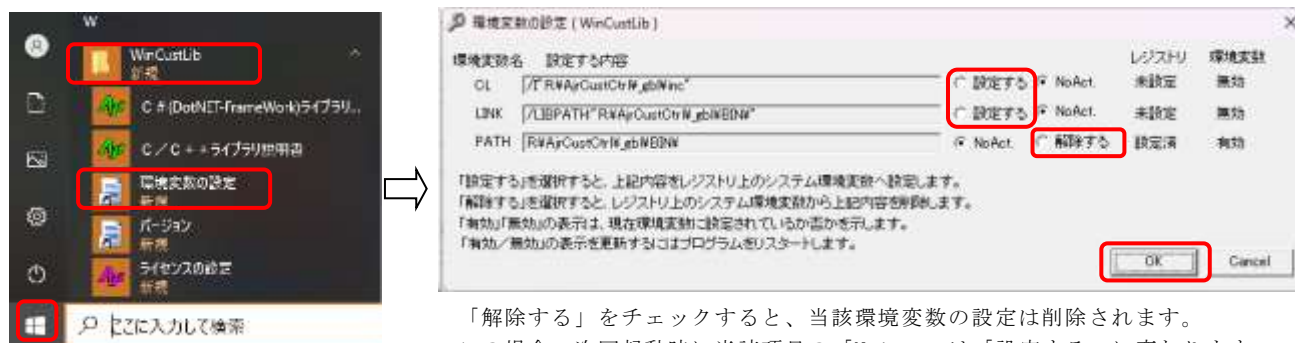 W
WinCustLib
新規
C # (DotNET-FrameWork)ライブラリ...
C／C＋＋ライブラリ説明書
環境変数の設定
新規
バージョン
新規
ライセンスの設定
新規
ここに入力して検索
環境変数の設定 ( WinCustLib )
環境変数名 設定する内容 レジストリ 環境変数
CL 設定する NoAct. 未設定 無効
LINK 設定する NoAct. 未設定 無効
PATH NoAct. 解除する 設定済 有効
「設定する」を選択すると、上記内容をレジストリ上のシステム環境変数へ設定します。
「解除する」を選択すると、レジストリ上のシステム環境変数から上記内容を削除します。
「有効」「無効」の表示は、現在環境変数に設定されているか否かを示します。
「有効／無効」の表示を更新するにはプログラムをリスタートします。
OK Cancel
「解除する」をチェックすると、当該環境変数の設定は削除されます。